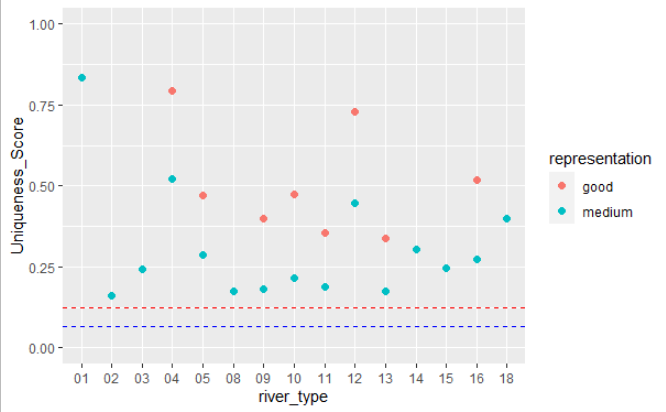 1.00
0.75
0.50
0.25
0.00
Uniqueness_Score
01 02 03 04 05 08 09 10 11 12 13 14 15 16 18
river_type
representation
good
medium